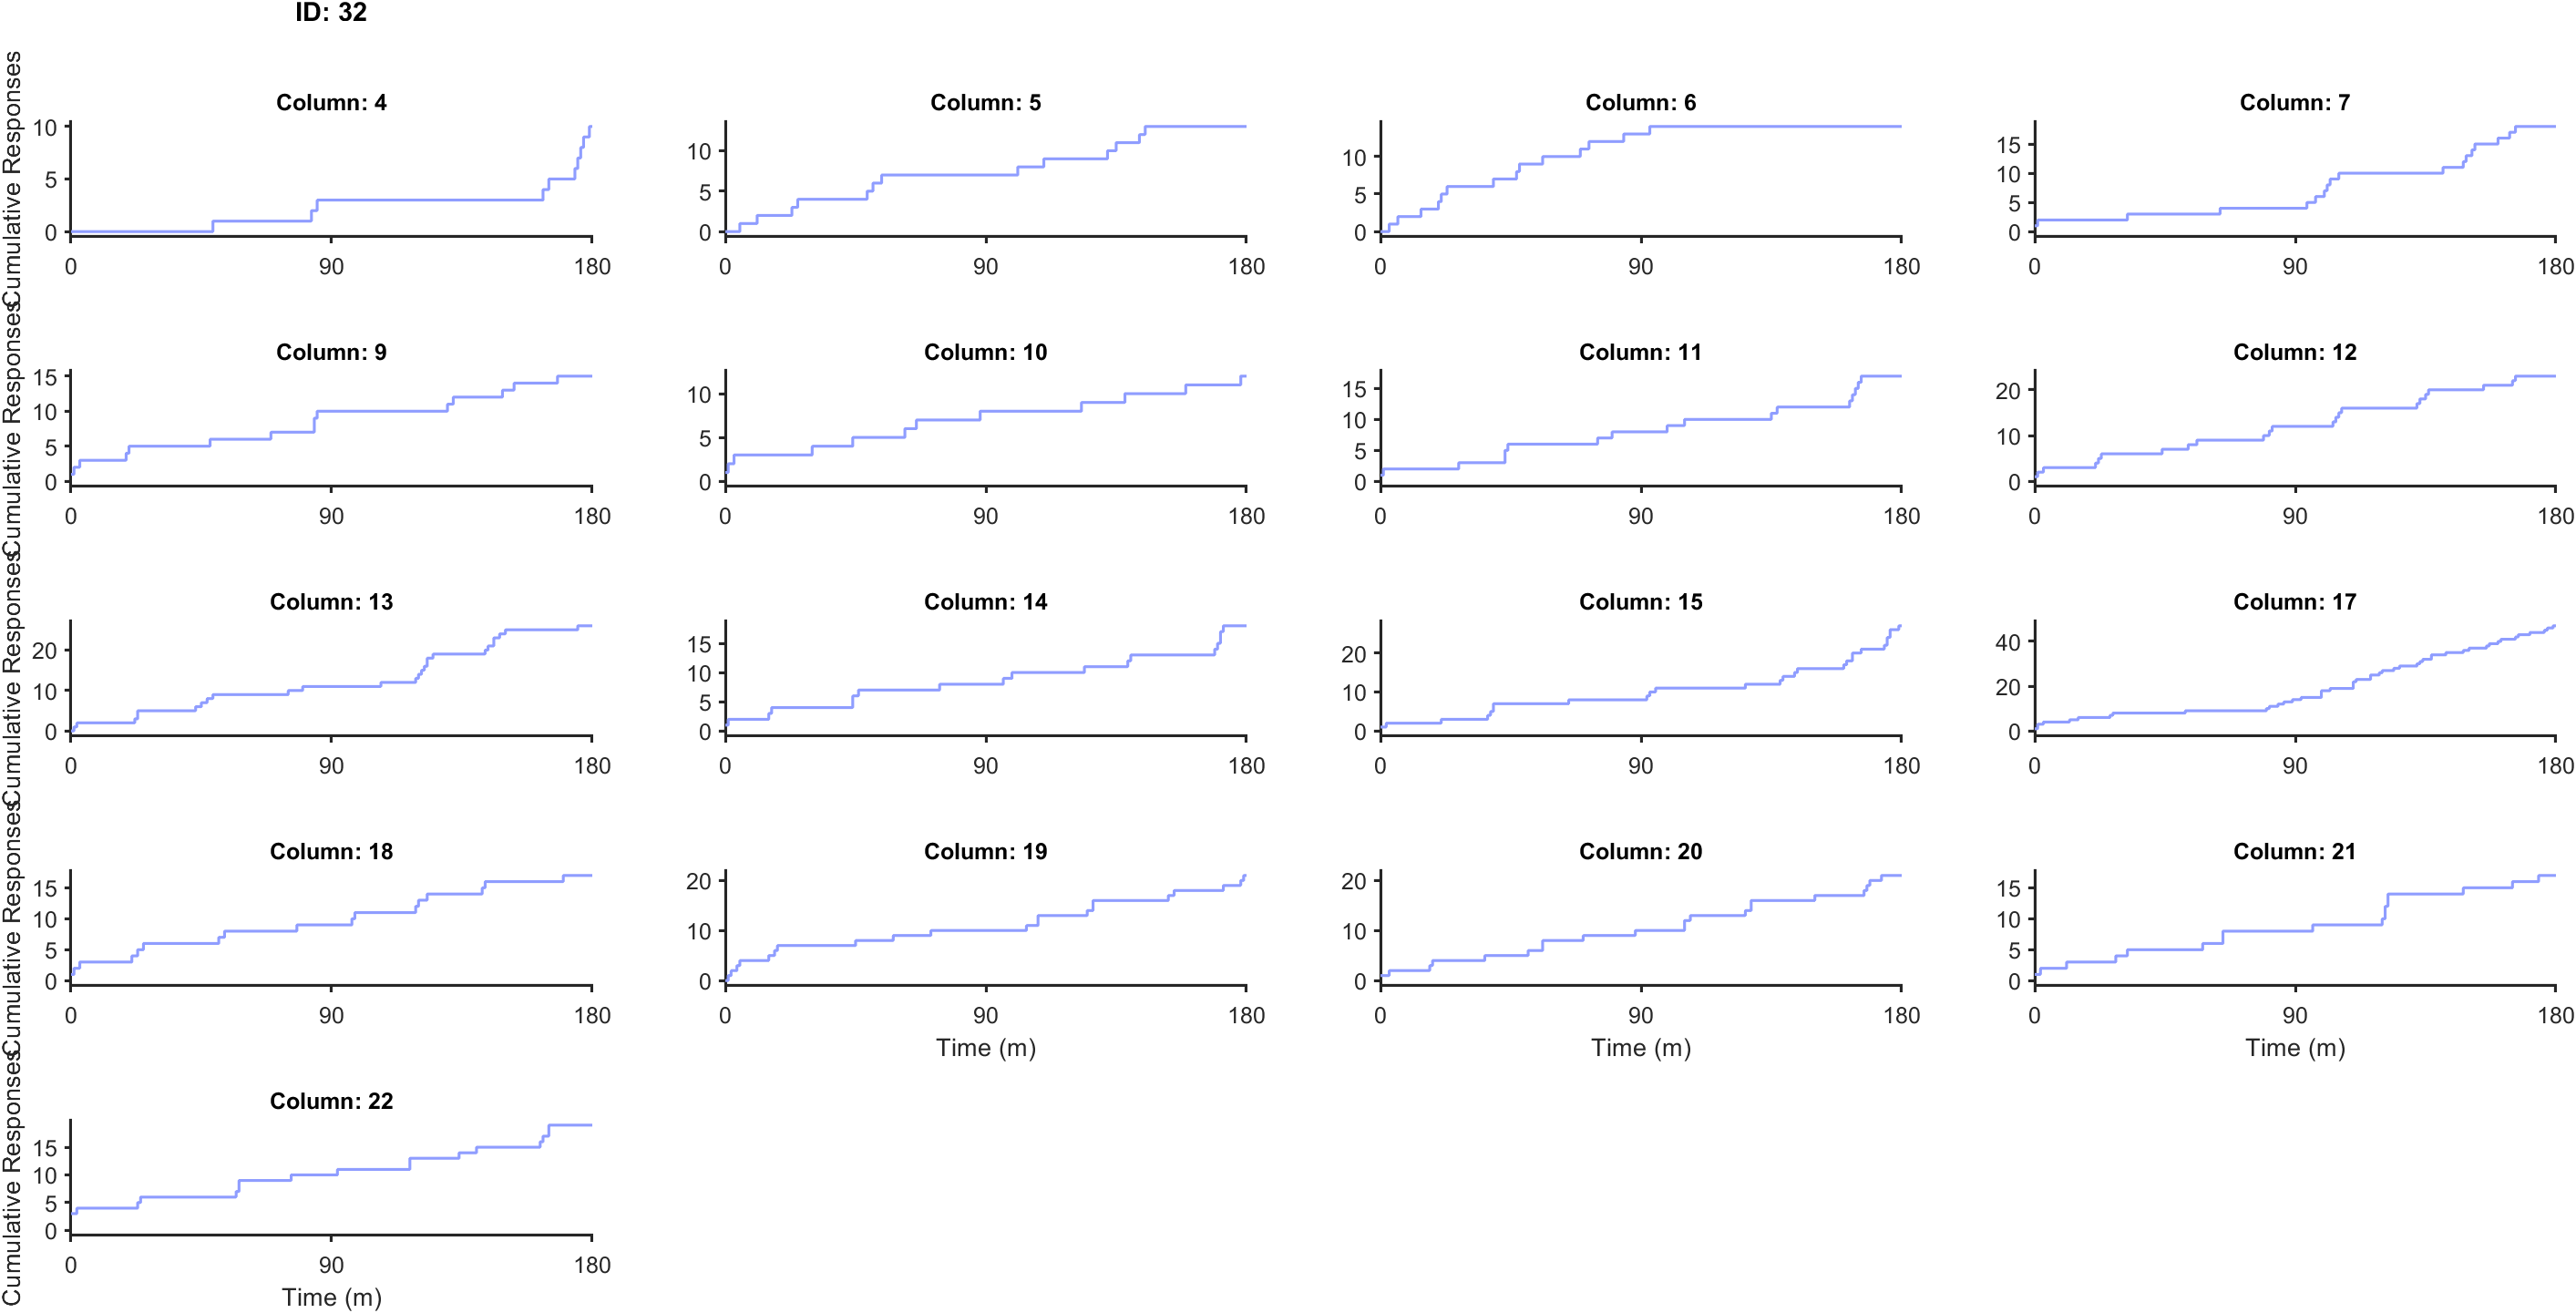 ID: 32
Column: 4
Column: 5
Column: 6
Column: 7
Cumulative Responses
10
5
0
0 90 180
10
5
0
0 90 180
10
5
0
0 90 180
15
10
5
0
0 90 180
Column: 9
Column: 10
Column: 11
Column: 12
Cumulative Responses
15
10
5
0
0 90 180
10
5
0
0 90 180
15
10
5
0
0 90 180
20
10
0
0 90 180
Column: 13
Column: 14
Column: 15
Column: 17
Cumulative Responses
20
10
0
0 90 180
15
10
5
0
0 90 180
20
10
0
0 90 180
40
20
0
0 90 180
Column: 18
Column: 19
Column: 20
Column: 21
Cumulative Responses
15
10
5
0
0 90 180
20
10
0
0 90 180
Time (m)
20
10
0
0 90 180
Time (m)
15
10
5
0
0 90 180
Time (m)
Column: 22
Cumulative Responses
15
10
5
0
0 90 180
Time (m)